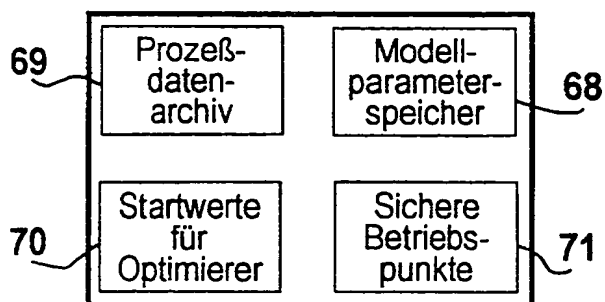 69
Prozeß-
daten-
archiv
Modell-
parameter-
speicher
68
70
Startwerte
für
Optimierer
Sichere
Betriebs-
punkte
71